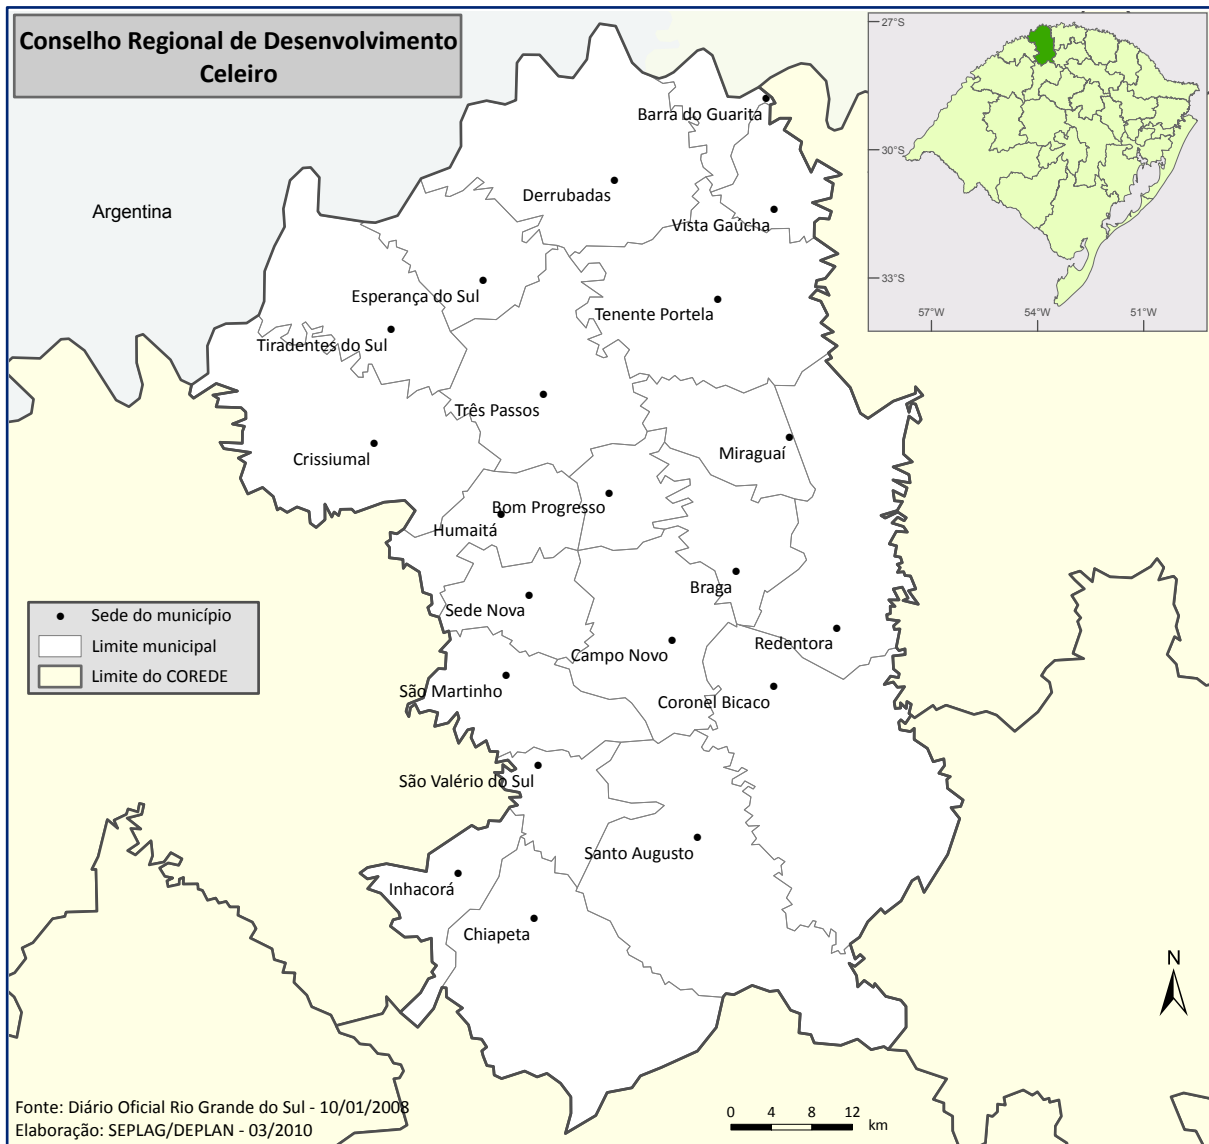 Conselho Regional de Desenvolvimento
Celeiro
27°S
30°S
33°S
57°W
54°W
51°W
Argentina
Barra do Guarita
Derrubadas
Vista Gaúcha
Esperança do Sul
Tenente Portela
Tiradentes do Sul
Três Passos
Crissiumal
Miraguaí
Bom Progresso
Humaitá
Braga
Sede Nova
Redentora
Campo Novo
São Martinho
Coronel Bicaco
São Valério do Sul
Santo Augusto
Inhacorá
Chiapeta
Sede do município
Limite municipal
Limite do COREDE
N
0 4 8 12
km
Fonte: Diário Oficial Rio Grande do Sul - 10/01/2008
Elaboração: SEPLAG/DEPLAN - 03/2010